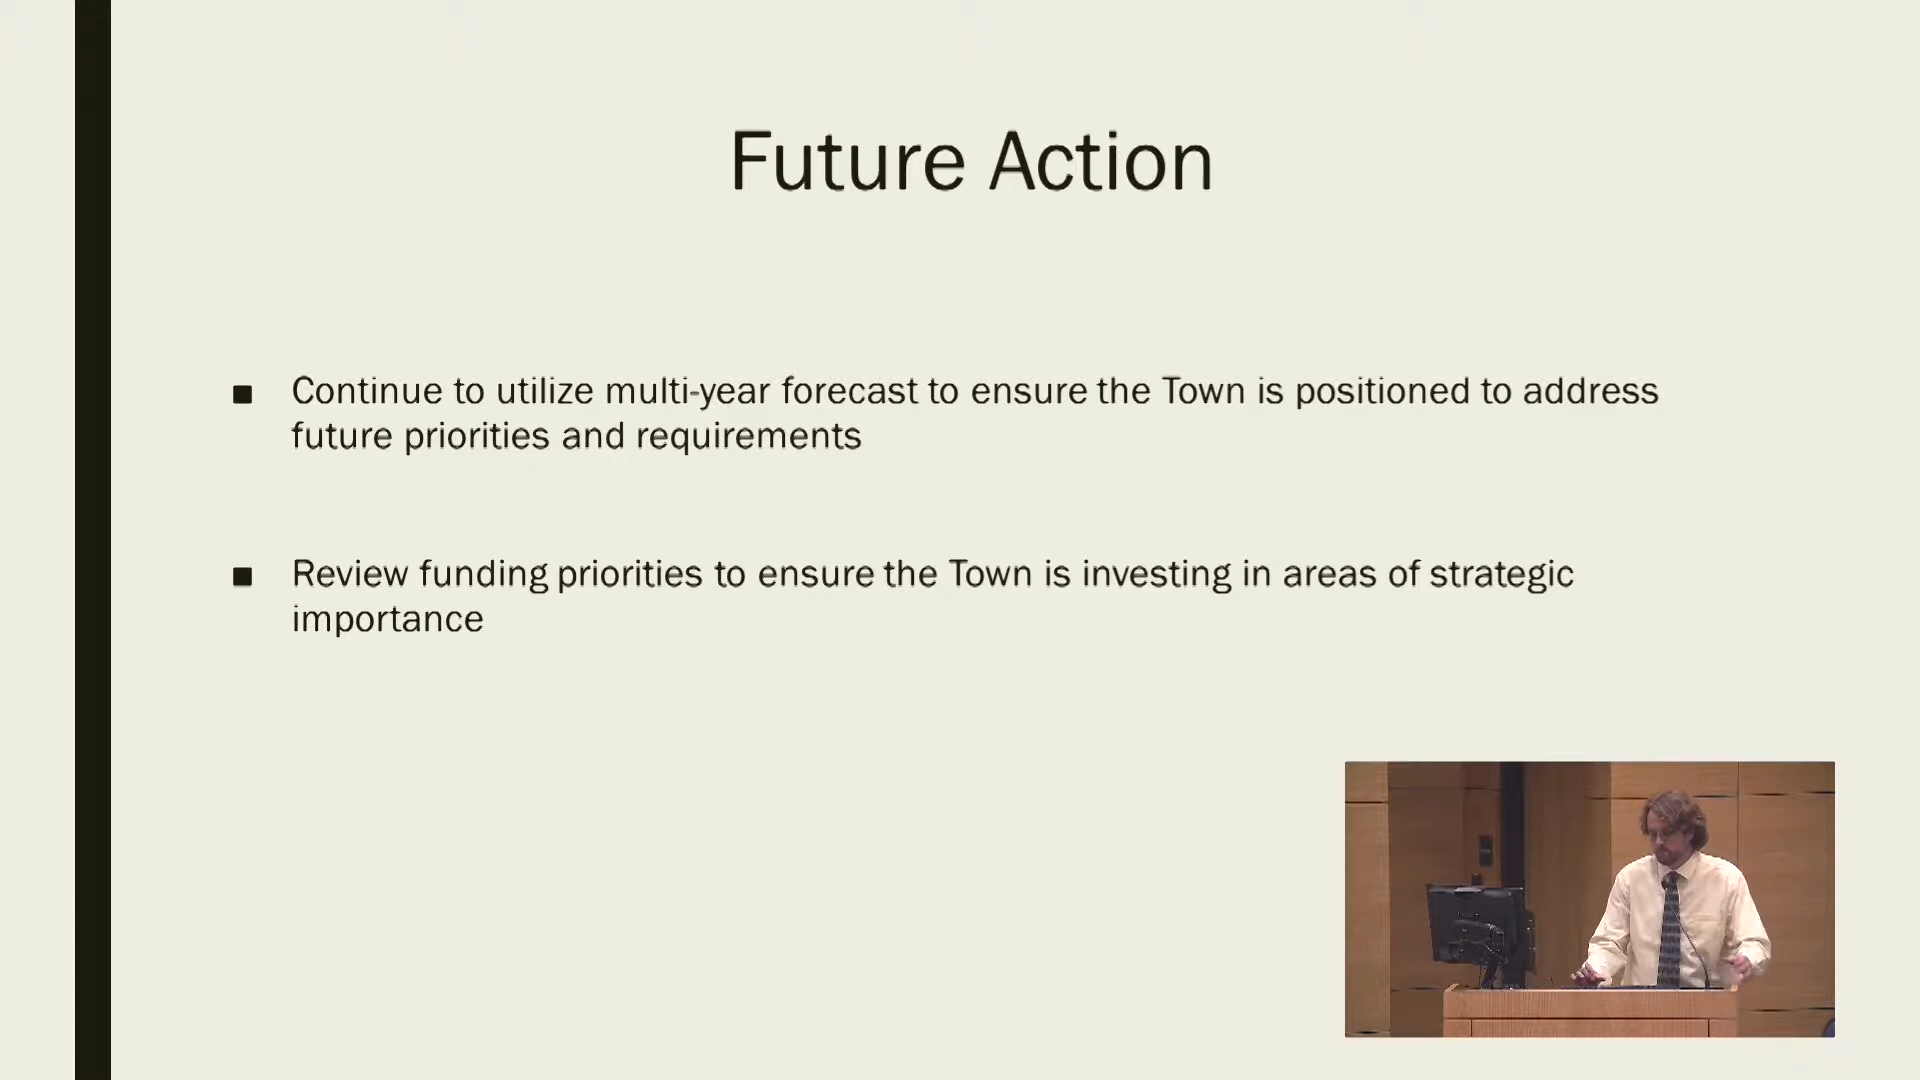 Future Action
Continue to utilize multi-year forecast to ensure the Town is positioned to address
future priorities and requirements
Review funding priorities to ensure the Town is investing in areas of strategic
importance